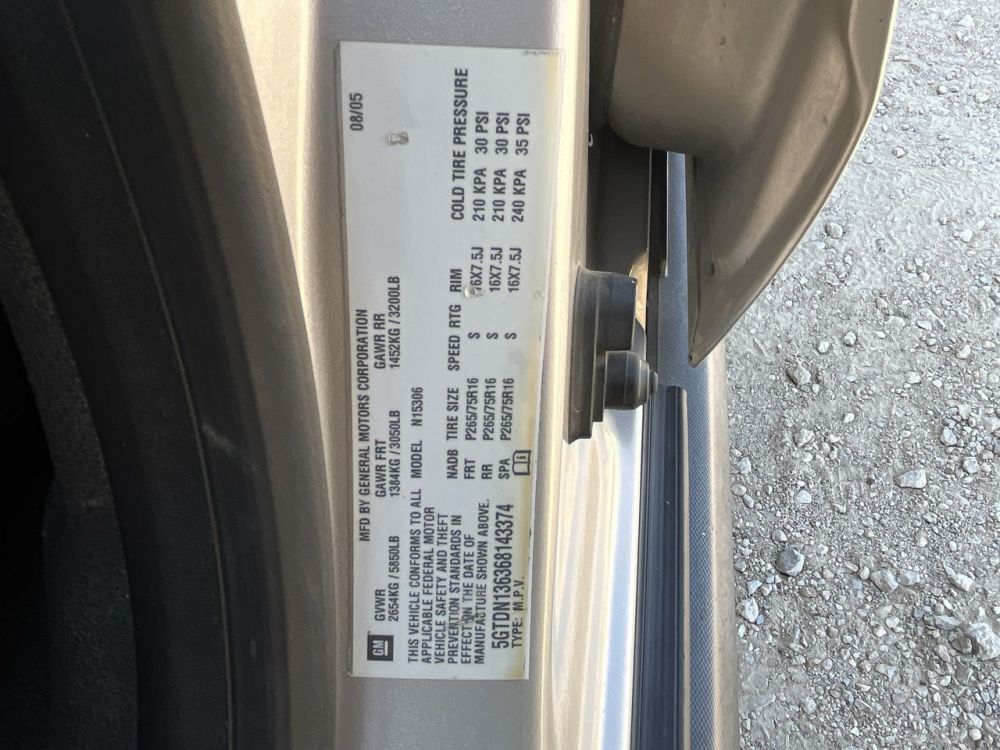 08/05
MFD BY GENERAL MOTORS CORPORATION
GM
GVWR GAWR FRT GAWR RR
2654KG / 5850LB 1384KG / 3050LB 1452KG / 3200LB
THIS VEHICLE CONFORMS TO ALL
APPLICABLE FEDERAL MOTOR
VEHICLE SAFETY AND THEFT
PREVENTION STANDARDS IN
EFFECT ON THE DATE OF
MANUFACTURE SHOWN ABOVE.
5GTDN136368143374
TYPE: M.P.V.
MODEL N15306
NADB TIRE SIZE SPEED RTG RIM COLD TIRE PRESSURE
FRT P265/75R16 S 16X7.5J 210 KPA 30 PSI
RR P265/75R16 S 16X7.5J 210 KPA 30 PSI
SPA P265/75R16 S 16X7.5J 240 KPA 35 PSI